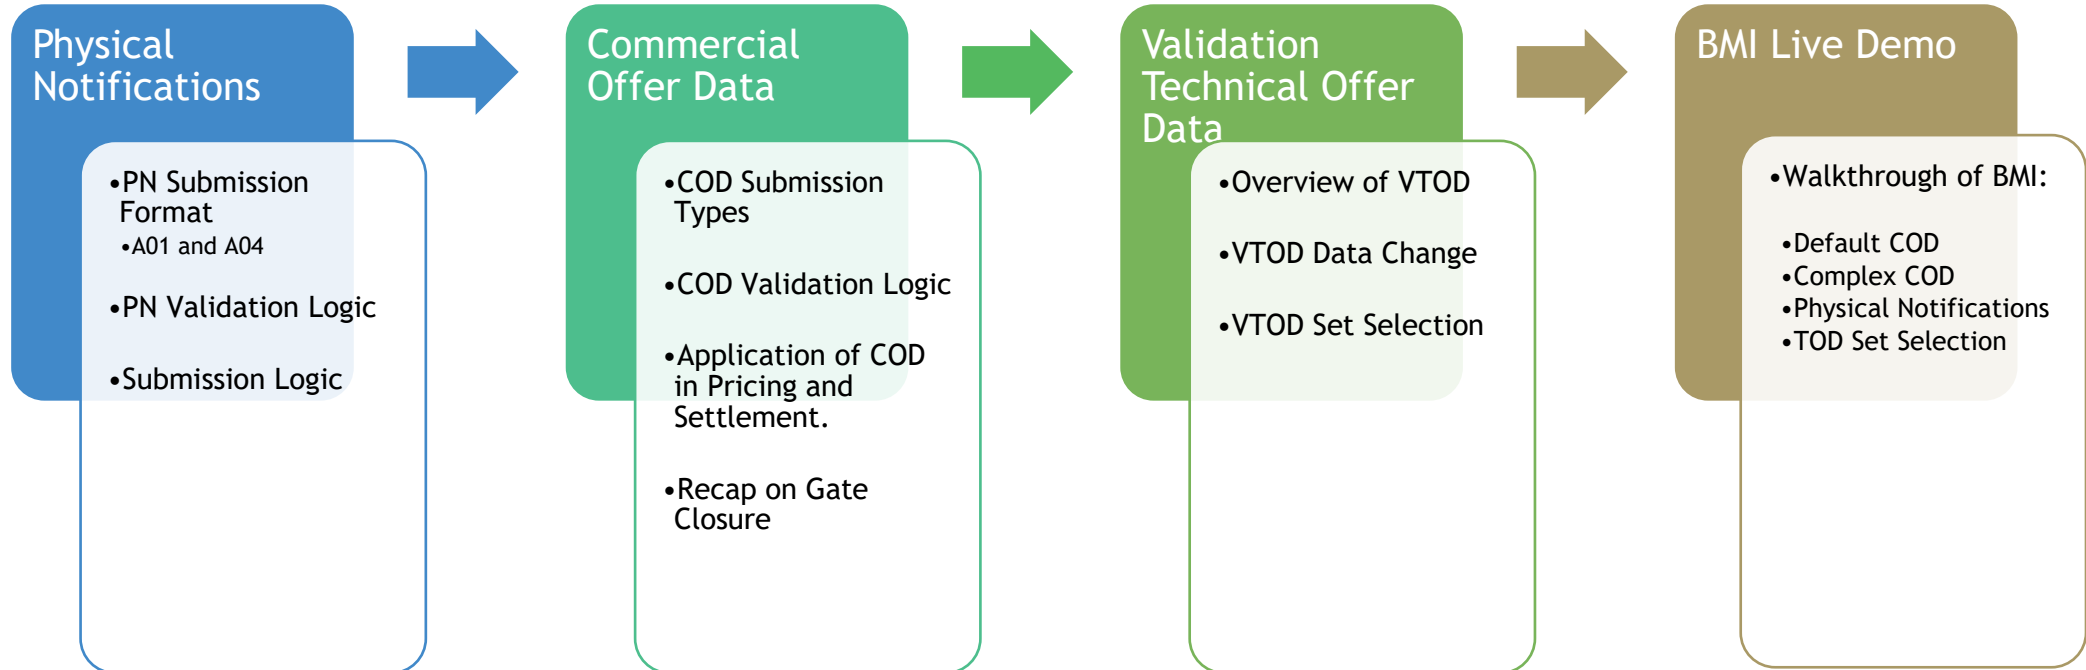 Physical
Notifications
•PN Submission
Format
•A01 and A04
•PN Validation Logic
•Submission Logic
Commercial
Offer Data
•COD Submission
Types
•COD Validation Logic
•Application of COD
in Pricing and
Settlement.
•Recap on Gate
Closure
Validation
Technical Offer
Data
•Overview of VTOD
•VTOD Data Change
•VTOD Set Selection
BMI Live Demo
•Walkthrough of BMI:
•Default COD
•Complex COD
•Physical Notifications
•TOD Set Selection